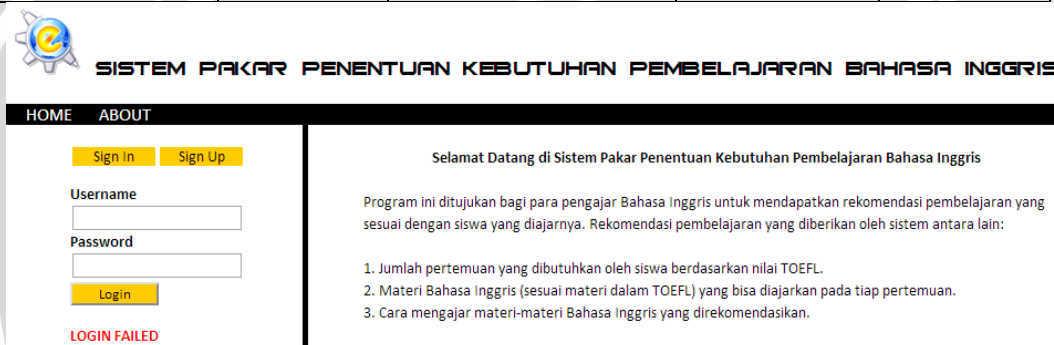 SISTEM PAKAR PENENTUAN KEBUTUHAN PEMBELAJARAN BAHASA INGGRIS
HOME ABOUT
Sign In Sign Up
Username
Password
Login
LOGIN FAILED
Selamat Datang di Sistem Pakar Penentuan Kebutuhan Pembelajaran Bahasa Inggris
Program ini ditujukan bagi para pengajar Bahasa Inggris untuk mendapatkan rekomendasi pembelajaran yang
sesuai dengan siswa yang diajarnya. Rekomendasi pembelajaran yang diberikan oleh sistem antara lain:
1. Jumlah pertemuan yang dibutuhkan oleh siswa berdasarkan nilai TOEFL.
2. Materi Bahasa Inggris (sesuai materi dalam TOEFL) yang bisa diajarkan pada tiap pertemuan.
3. Cara mengajar materi-materi Bahasa Inggris yang direkomendasikan.